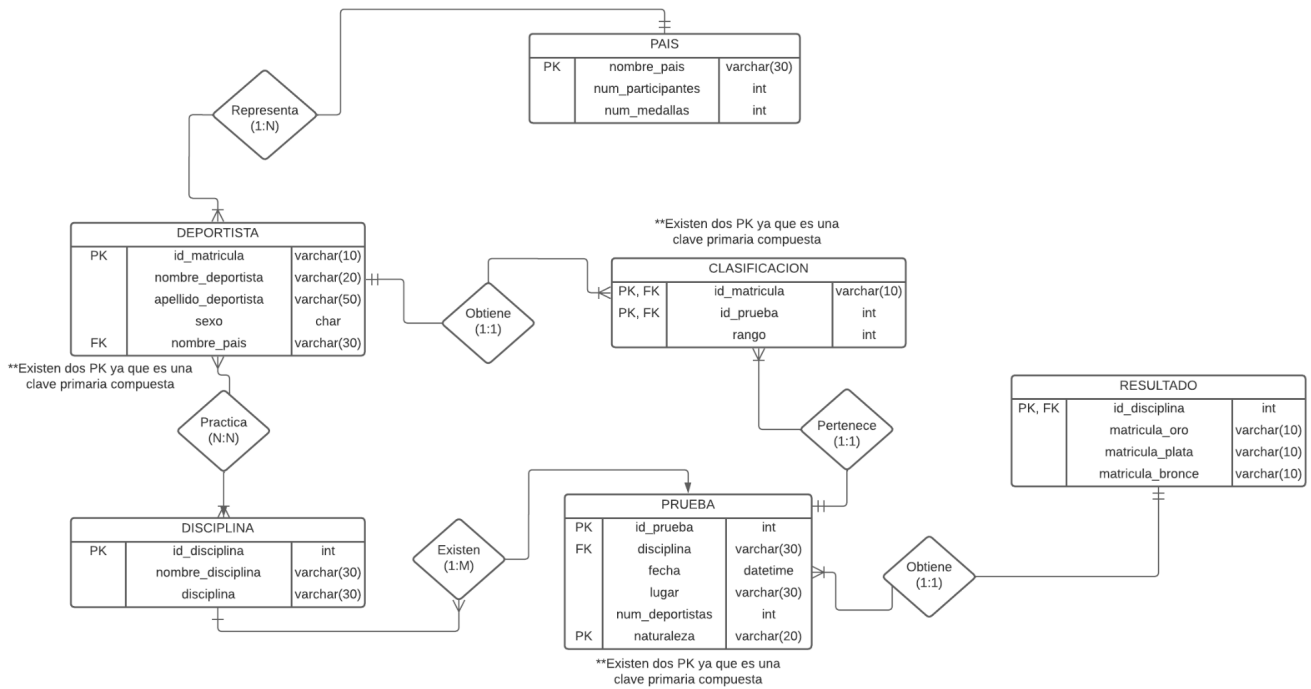 PAIS
PK nombre_pais varchar(30)
num_participantes int
num_medallas int
Representa
(1:N)
DEPORTISTA
PK id_matricula varchar(10)
nombre_deportista varchar(20)
apellido_deportista varchar(50)
sexo char
FK nombre_pais varchar(30)
**Existen dos PK ya que es una
clave primaria compuesta
Obtiene
(1:1)
**Existen dos PK ya que es una
clave primaria compuesta
CLASIFICACION
PK, FK id_matricula varchar(10)
PK, FK id_prueba int
rango int
Practica
(N:N)
Pertenece
(1:1)
RESULTADO
PK, FK id_disciplina int
matricula_oro varchar(10)
matricula_plata varchar(10)
matricula_bronce varchar(10)
DISCIPLINA
PK id_disciplina int
nombre_disciplina varchar(30)
disciplina varchar(30)
Existen
(1:M)
PRUEBA
PK id_prueba int
FK disciplina varchar(30)
fecha datetime
lugar varchar(30)
num_deportistas int
PK naturaleza varchar(20)
**Existen dos PK ya que es una
clave primaria compuesta
Obtiene
(1:1)